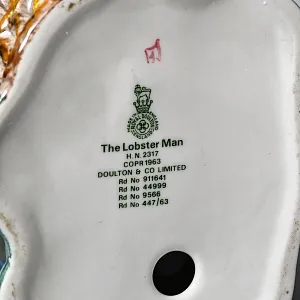 The Lobster Man
H. N. 2317
COPR 1963
DOULTON & CO LIMITED
Rd No 911641
Rd No 44999
Rd No 9566
Rd No 447/63